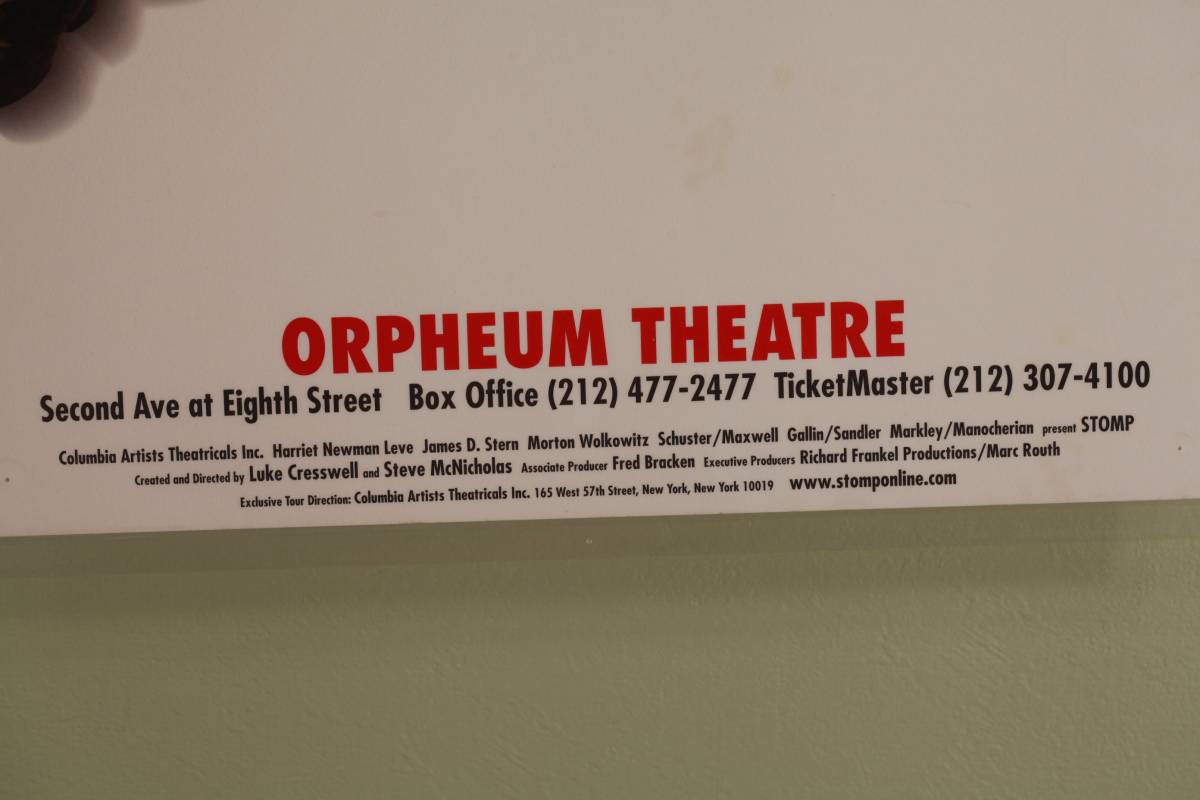 ORPHEUM THEATRE
Second Ave at Eighth Street Box Office (212) 477-2477 TicketMaster (212) 307-4100
Columbia Artists Theatricals Inc. Harriet Newman Leve James D. Stern Morton Wolkowitz Schuster/Maxwell Gallin/Sandler Markley/Manocherian present STOMP
Created and Directed by Luke Cresswell and Steve McNicholas Associate Producer Fred Bracken Executive Producers Richard Frankel Productions/Marc Routh
Exclusive Tour Direction: Columbia Artists Theatricals Inc. 165 West 57th Street, New York, New York 10019 www.stomponline.com